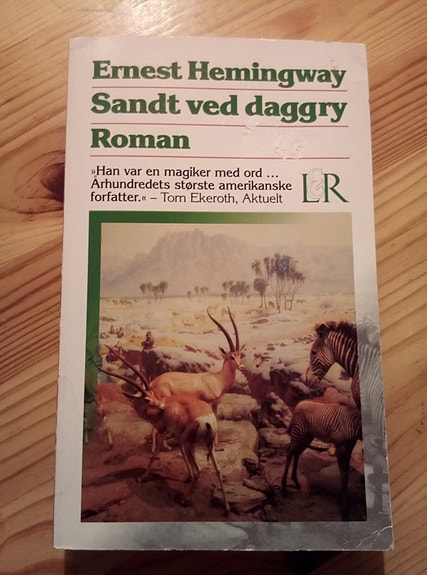 Ernest Hemingway
Sandt ved daggry
Roman
»Han var en magiker med ord ...
Århundredets største amerikanske
forfatter.« – Tom Ekeroth, Aktuelt
L&R